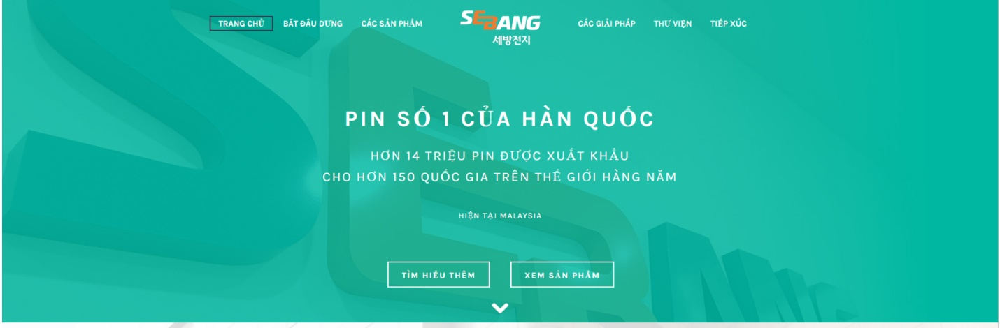 TRANG CHỦ
BẮT ĐẦU DÙNG
CÁC SẢN PHẨM
SEBANG
세방전지
CÁC GIẢI PHÁP
THƯ VIỆN
TIẾP XÚC
PIN SỐ 1 CỦA HÀN QUỐC
HƠN 14 TRIỆU PIN ĐƯỢC XUẤT KHẨU
CHO HƠN 150 QUỐC GIA TRÊN THẾ GIỚI HÀNG NĂM
HIỆN TẠI MALAYSIA
TÌM HIỂU THÊM
XEM SẢN PHẨM
SEBANG